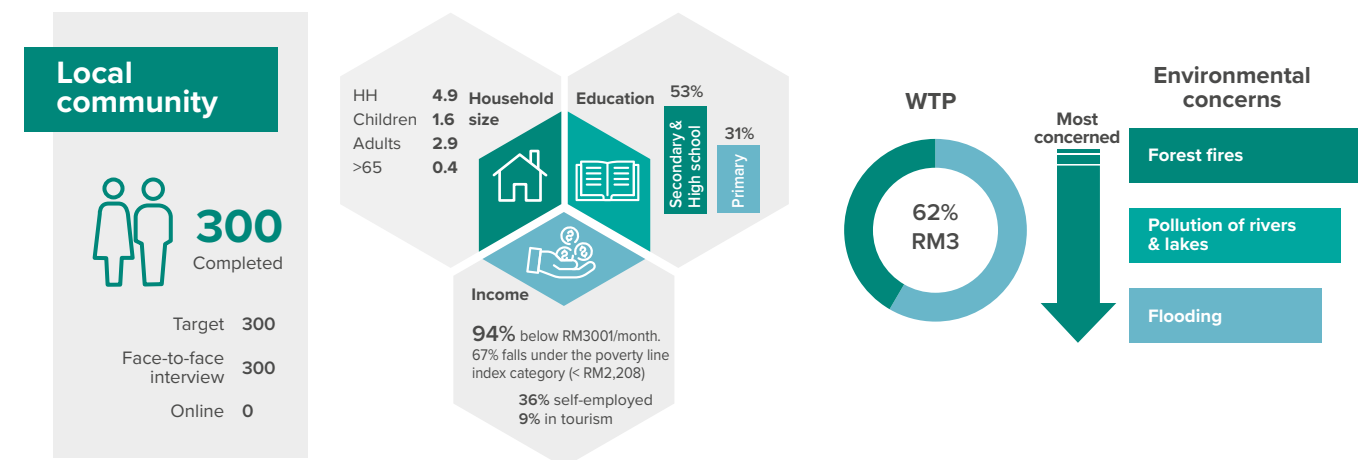 Local
community
300
Completed
Target 300
Face-to-face
interview 300
Online 0
HH 4.9
Children 1.6
Adults 2.9
>65 0.4
Household
size
Education
53%
Secondary &
High school
31%
Primary
Income
94% below RM3001/month.
67% falls under the poverty line
index category (< RM2,208)
36% self-employed
9% in tourism
WTP
62%
RM3
Most
concerned
Environmental
concerns
Forest fires
Pollution of rivers
& lakes
Flooding